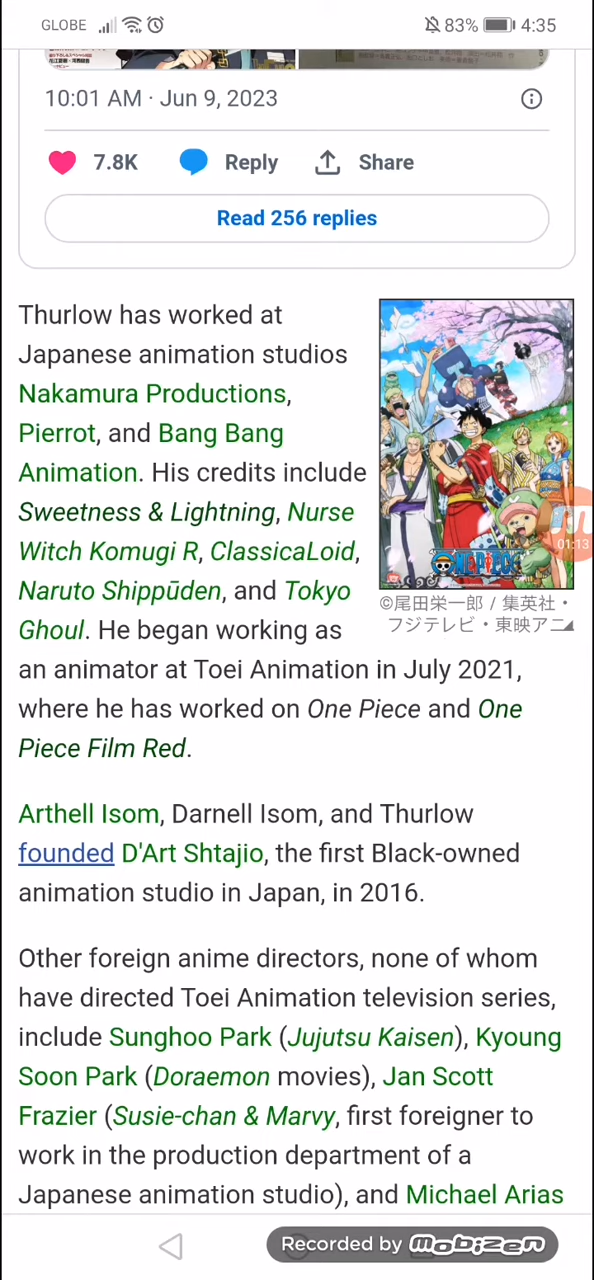 GLOBE 83% 4:35
10:01 AM · Jun 9, 2023
7.8K Reply Share
Read 256 replies
Thurlow has worked at
Japanese animation studios
Nakamura Productions,
Pierrot, and Bang Bang
Animation. His credits include
Sweetness & Lightning, Nurse
Witch Komugi R, ClassicaLoid,
Naruto Shippūden, and Tokyo
Ghoul. He began working as
an animator at Toei Animation in July 2021,
where he has worked on One Piece and One
Piece Film Red.
ONE PIECE
01:13
©尾田栄一郎 / 集英社・
フジテレビ・東映アニ
Arthell Isom, Darnell Isom, and Thurlow
founded D'Art Shtajio, the first Black-owned
animation studio in Japan, in 2016.
Other foreign anime directors, none of whom
have directed Toei Animation television series,
include Sunghoo Park (Jujutsu Kaisen), Kyoung
Soon Park (Doraemon movies), Jan Scott
Frazier (Susie-chan & Marvy, first foreigner to
work in the production department of a
Japanese animation studio), and Michael Arias
Recorded by mobizen